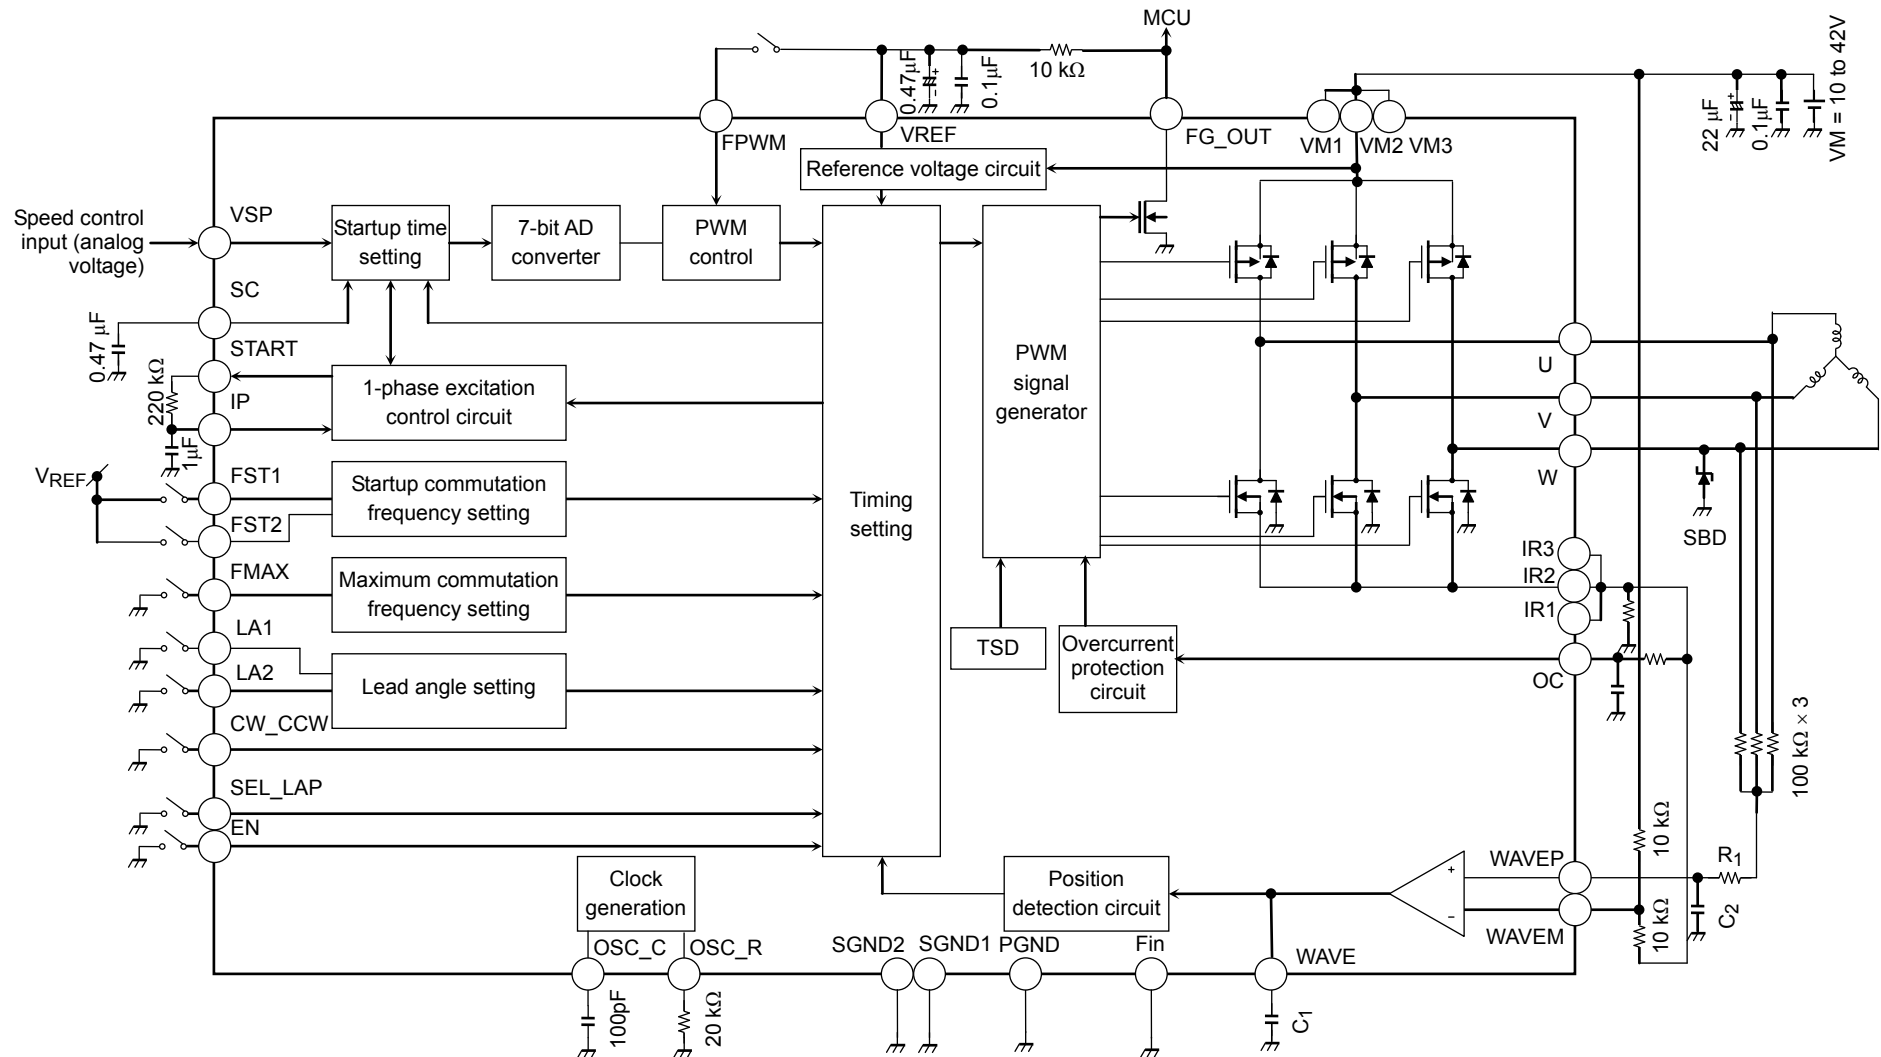 MCU
0.47μF
0.1μF
10 kΩ
22 μF
0.1μF
VM = 10 to 42V
FPWM
VREF
FG_OUT
VM1
VM2
VM3
Reference voltage circuit
Speed control
input (analog
voltage)
VSP
Startup time
setting
7-bit AD
converter
PWM
control
SC
0.47 μF
START
220 kΩ
IP
1μF
1-phase excitation
control circuit
PWM
signal
generator
U
V
W
SBD
VREF
FST1
FST2
Startup commutation
frequency setting
Timing
setting
FMAX
Maximum commutation
frequency setting
IR3
IR2
IR1
LA1
LA2
Lead angle setting
TSD
Overcurrent
protection
circuit
OC
CW_CCW
100 kΩ × 3
SEL_LAP
EN
10 kΩ
10 kΩ
R1
C2
Clock
generation
Position
detection circuit
+
−
WAVEP
WAVEM
OSC_C
OSC_R
SGND2
SGND1
PGND
Fin
WAVE
100pF
20 kΩ
C1